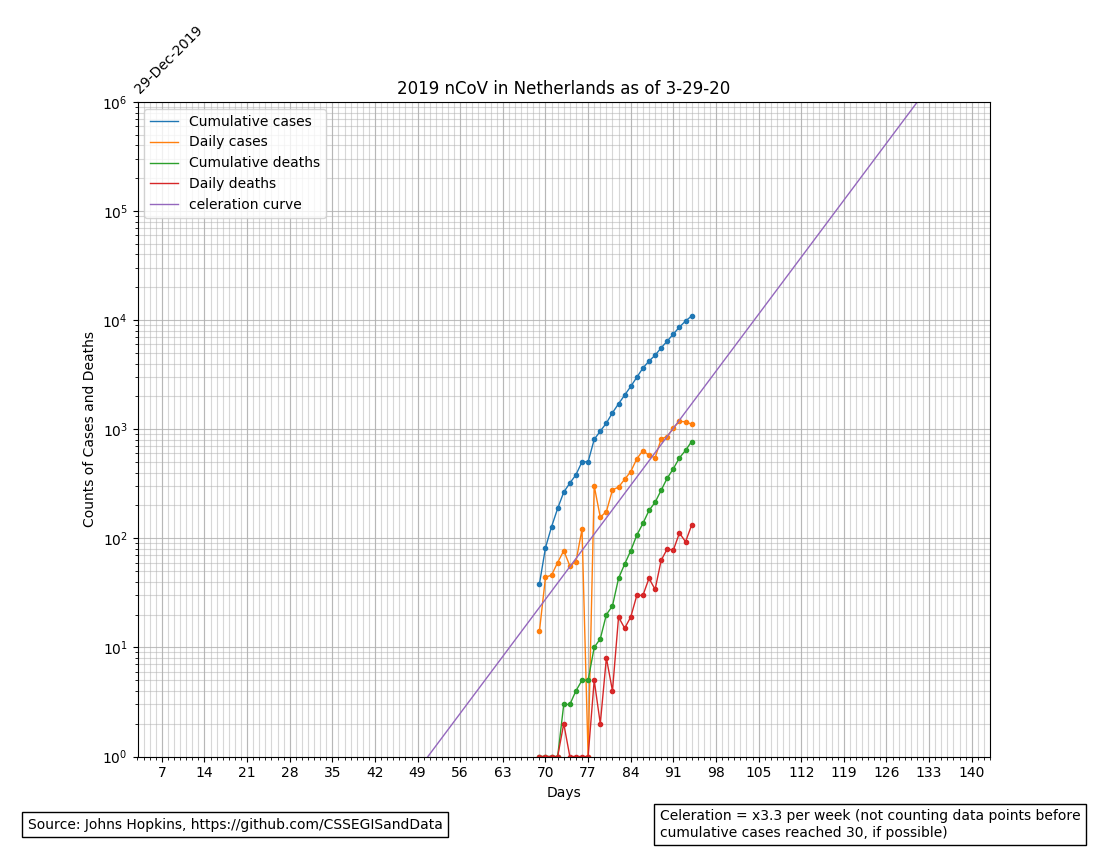 29-Dec-2019
2019 nCoV in Netherlands as of 3-29-20
Cumulative cases
Daily cases
Cumulative deaths
Daily deaths
celeration curve
10^6
10^5
10^4
10^3
10^2
10^1
10^0
Counts of Cases and Deaths
7 14 21 28 35 42 49 56 63 70 77 84 91 98 105 112 119 126 133 140
Days
Source: Johns Hopkins, https://github.com/CSSEGISandData
Celeration = x3.3 per week (not counting data points before
cumulative cases reached 30, if possible)